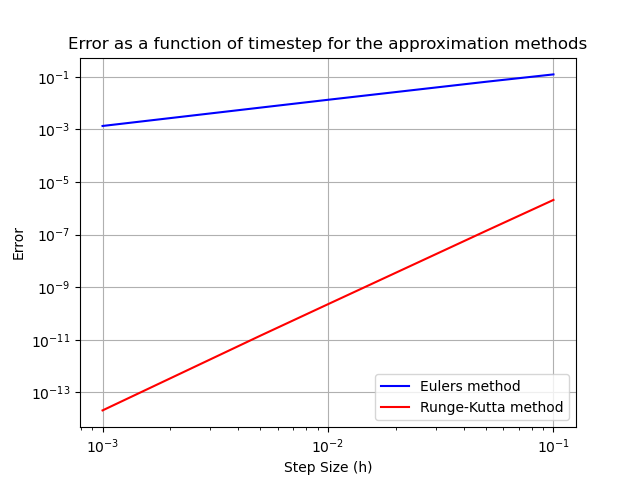 Error as a function of timestep for the approximation methods
10⁻¹
10⁻³
10⁻⁵
10⁻⁷
10⁻⁹
10⁻¹¹
10⁻¹³
Error
Eulers method
Runge-Kutta method
10⁻³ 10⁻² 10⁻¹
Step Size (h)